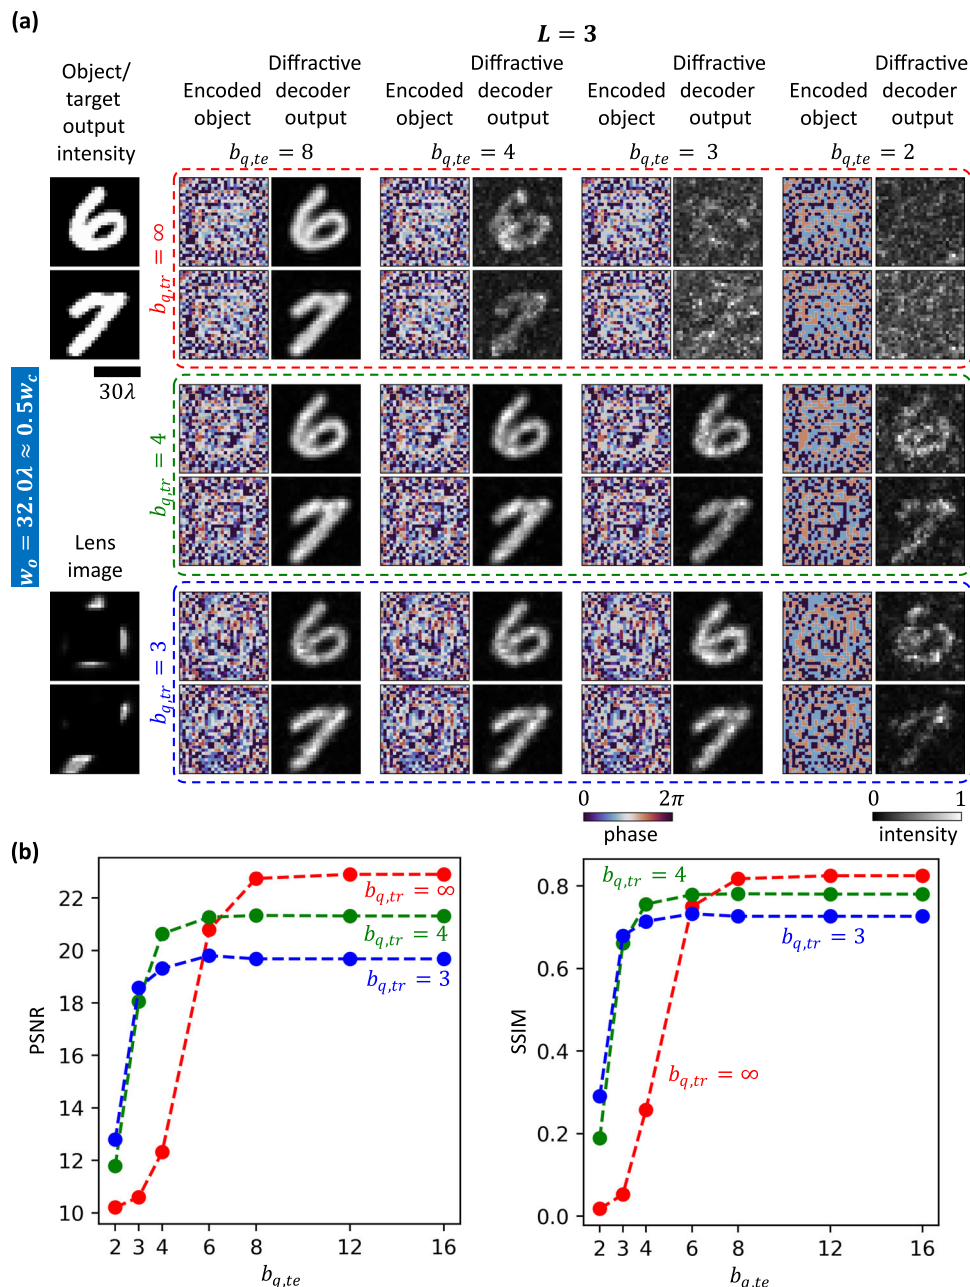 (a)
L = 3
Object/
target
output
intensity
Encoded
object
Diffractive
decoder
output
Encoded
object
Diffractive
decoder
output
Encoded
object
Diffractive
decoder
output
Encoded
object
Diffractive
decoder
output
b_{q,te} = 8
b_{q,te} = 4
b_{q,te} = 3
b_{q,te} = 2
b_{q,tr} = ∞
30λ
w_o = 32.0λ ≈ 0.5w_c
b_{q,tr} = 4
Lens
image
b_{q,tr} = 3
0 2π
phase
0 1
intensity
(b)
PSNR
22
20
18
16
14
12
10
b_{q,tr} = ∞
b_{q,tr} = 4
b_{q,tr} = 3
2 3 4 6 8 12 16
b_{q,te}
SSIM
0.8
0.6
0.4
0.2
0.0
b_{q,tr} = 4
b_{q,tr} = 3
b_{q,tr} = ∞
2 3 4 6 8 12 16
b_{q,te}